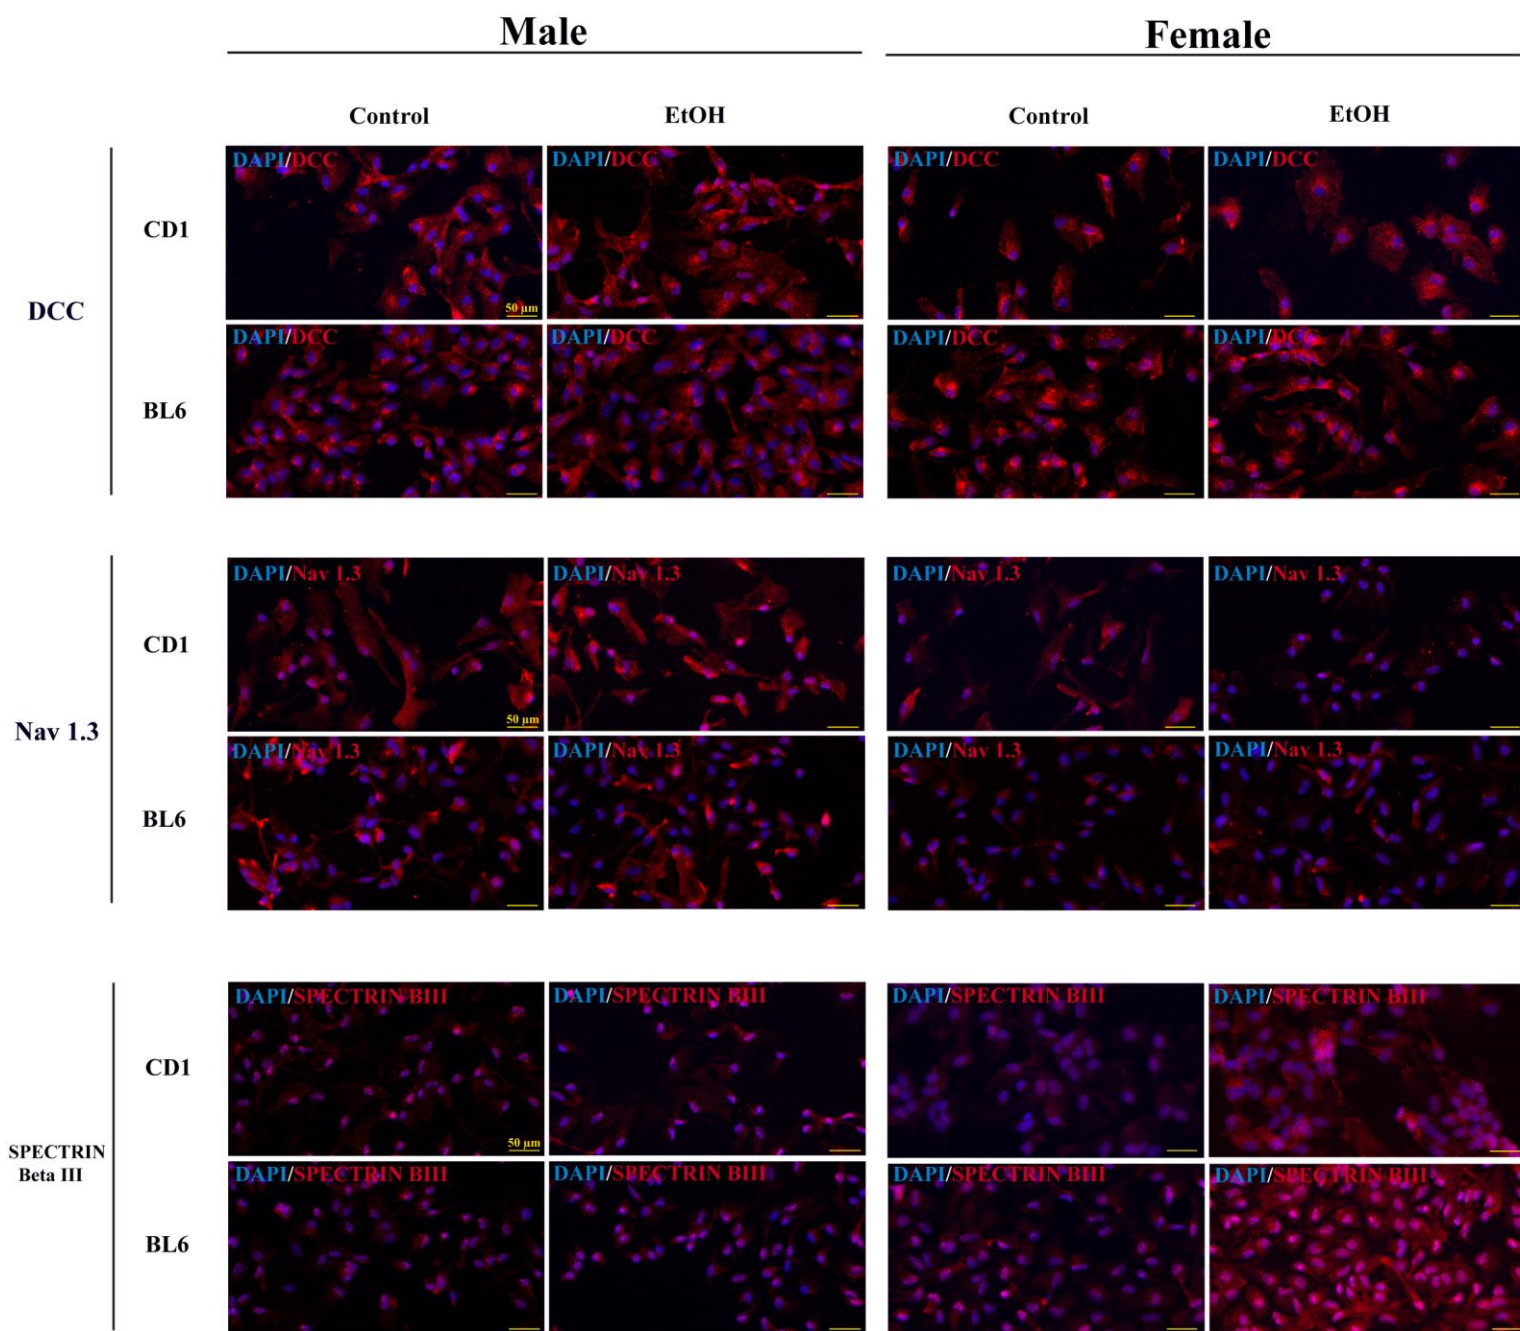 Male
Female
Control
EtOH
Control
EtOH
DCC
CD1
DAPI/DCC
50 µm
DAPI/DCC
DAPI/DCC
DAPI/DCC
BL6
DAPI/DCC
DAPI/DCC
DAPI/DCC
DAPI/DCC
Nav 1.3
CD1
DAPI/Nav 1.3
50 µm
DAPI/Nav 1.3
DAPI/Nav 1.3
DAPI/Nav 1.3
BL6
DAPI/Nav 1.3
DAPI/Nav 1.3
DAPI/Nav 1.3
DAPI/Nav 1.3
SPECTRIN
Beta III
CD1
DAPI/SPECTRIN BIII
50 µm
DAPI/SPECTRIN BIII
DAPI/SPECTRIN BIII
DAPI/SPECTRIN BIII
BL6
DAPI/SPECTRIN BIII
DAPI/SPECTRIN BIII
DAPI/SPECTRIN BIII
DAPI/SPECTRIN BIII